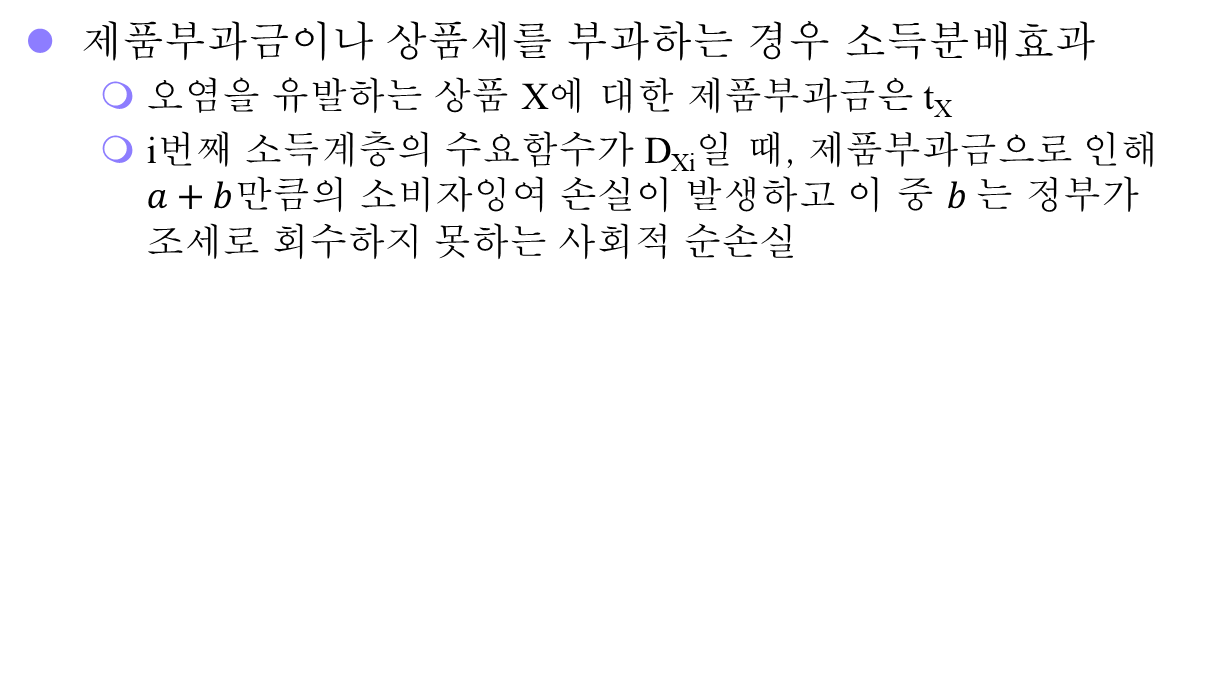 제품부과금이나 상품세를 부과하는 경우 소득분배효과
오염을 유발하는 상품 X에 대한 제품부과금은 tX
i번째 소득계층의 수요함수가 DXi일 때, 제품부과금으로 인해
a + b만큼의 소비자잉여 손실이 발생하고 이 중 b 는 정부가
조세로 회수하지 못하는 사회적 순손실